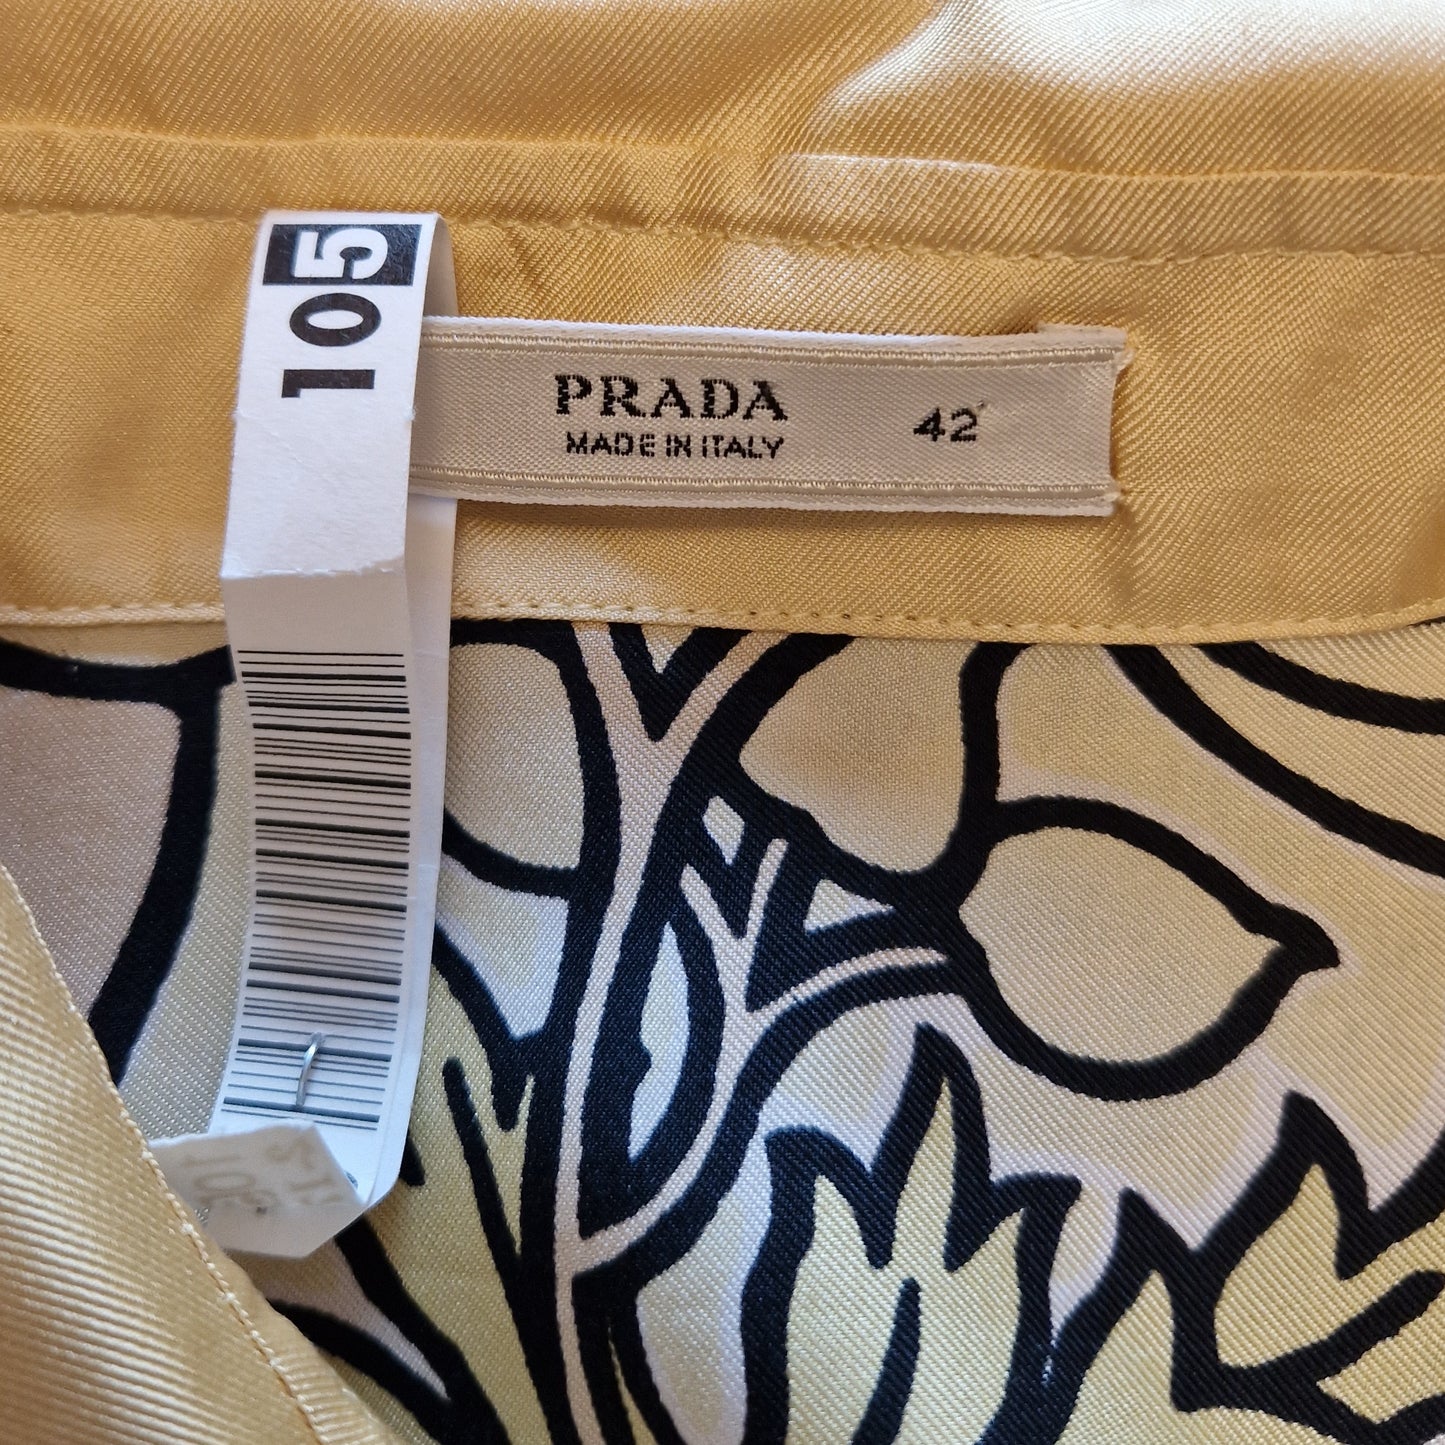 105
PRADA 42
MADE IN ITALY